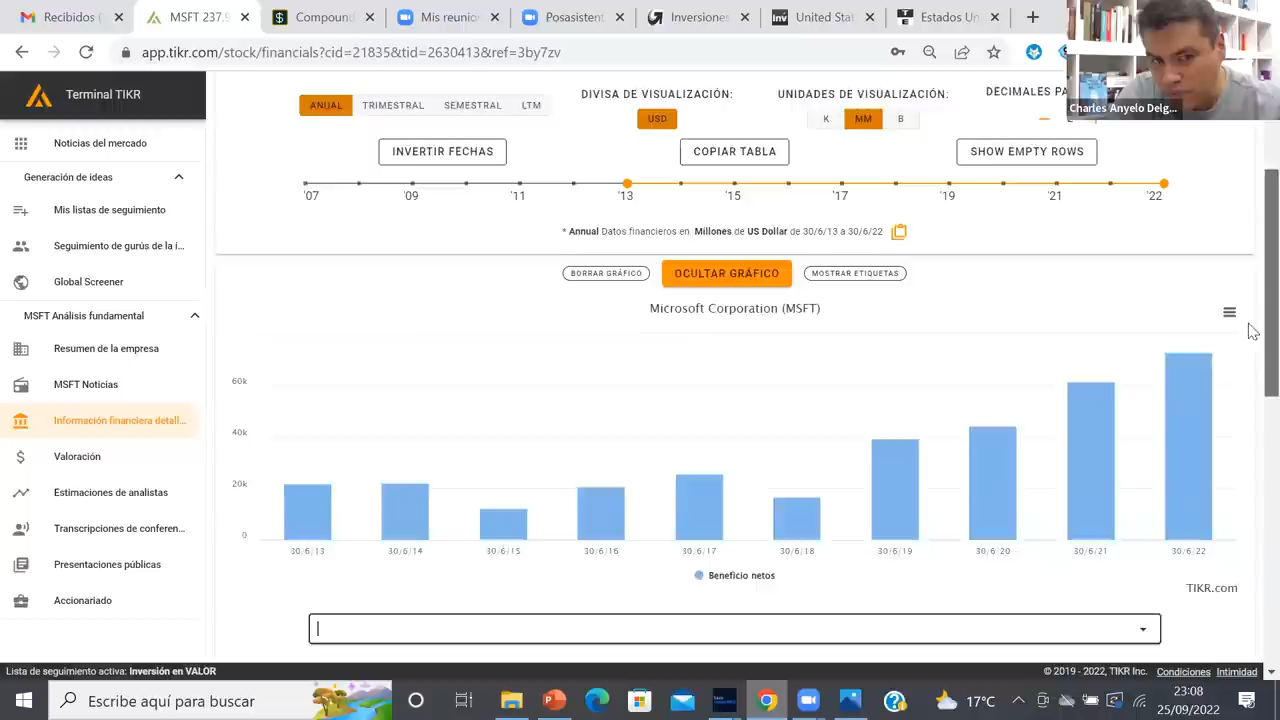 Recibidos (
MSFT 237.9
Compound
Mis reunio
Posasisten
Inversione
United Sta
Estados Un
app.tikr.com/stock/financials?cid=21835&tid=2630413&ref=3by7zv
Terminal TIKR
Noticias del mercado
Generación de ideas
Mis listas de seguimiento
Seguimiento de gurús de la i...
Global Screener
MSFT Análisis fundamental
Resumen de la empresa
MSFT Noticias
Información financiera detall...
Valoración
Estimaciones de analistas
Transcripciones de conferen...
Presentaciones públicas
Accionariado
ANUAL TRIMESTRAL SEMESTRAL LTM
DIVISA DE VISUALIZACIÓN:
USD
UNIDADES DE VISUALIZACIÓN:
K MM B
DECIMALES PA
Charles Anyelo Delg...
INVERTIR FECHAS
COPIAR TABLA
SHOW EMPTY ROWS
'07 '09 '11 '13 '15 '17 '19 '21 '22
* Annual Datos financieros en Millones de US Dollar de 30/6/13 a 30/6/22
BORRAR GRÁFICO
OCULTAR GRÁFICO
MOSTRAR ETIQUETAS
Microsoft Corporation (MSFT)
60k
40k
20k
0
30/6/13 30/6/14 30/6/15 30/6/16 30/6/17 30/6/18 30/6/19 30/6/20 30/6/21 30/6/22
Beneficio netos
TIKR.com
Lista de seguimiento activa: Inversión en VALOR
© 2019 - 2022, TIKR Inc. Condiciones Intimidad
Escribe aquí para buscar
17°C
23:08
25/09/2022